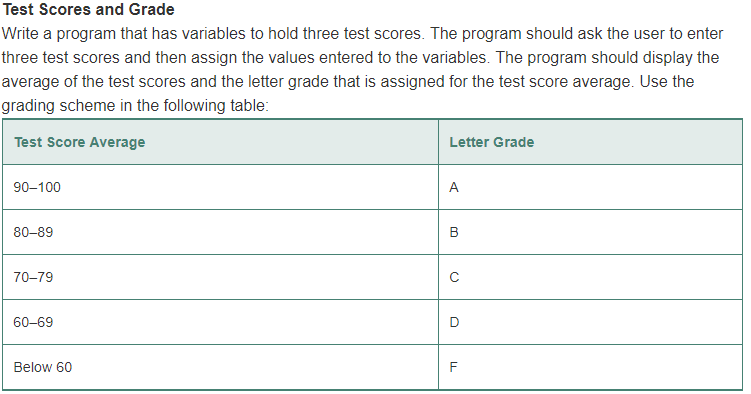 Test Scores and Grade
Write a program that has variables to hold three test scores. The program should ask the user to enter
three test scores and then assign the values entered to the variables. The program should display the
average of the test scores and the letter grade that is assigned for the test score average. Use the
grading scheme in the following table:
Test Score Average Letter Grade
90–100 A
80–89 B
70–79 C
60–69 D
Below 60 F